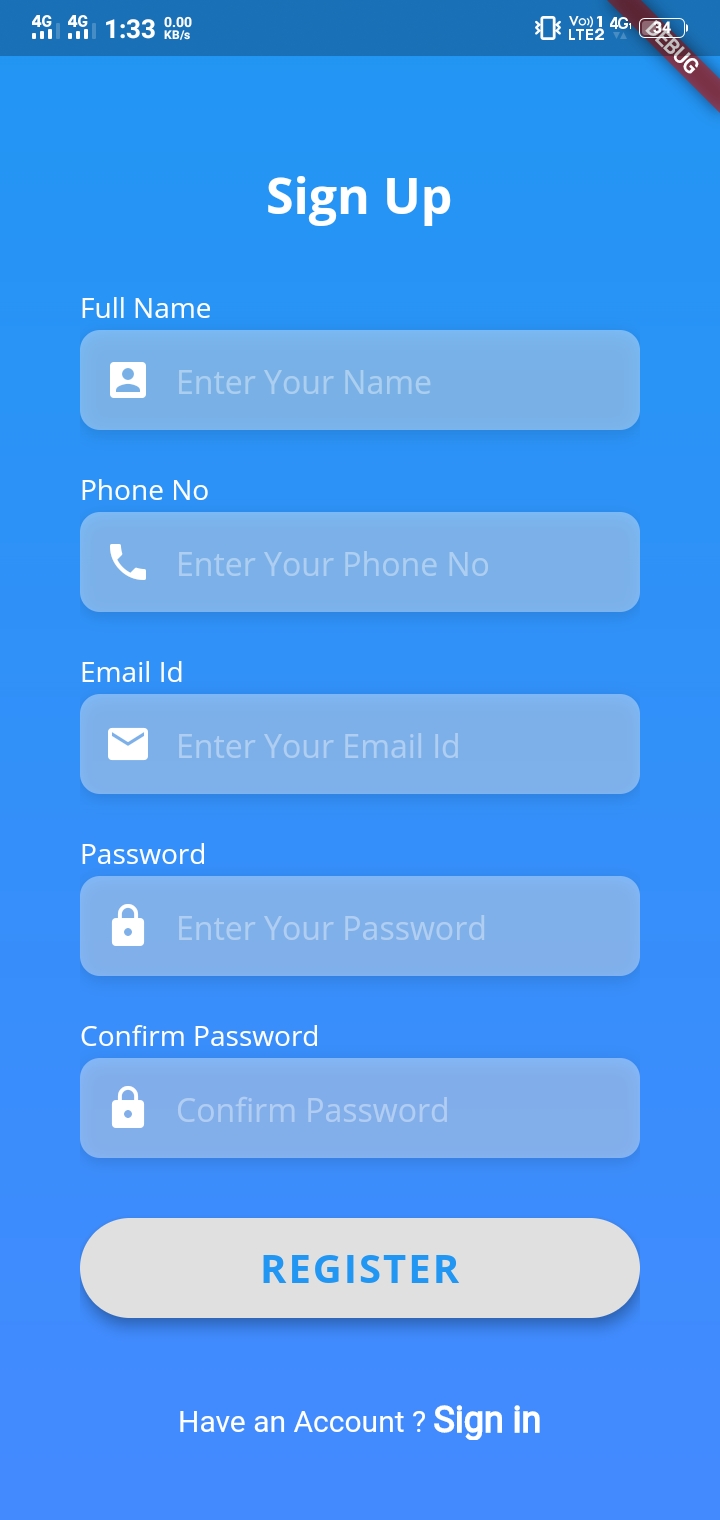 4G 4G 1:33 0.00 KB/s Vo)) 1 LTE2 4G 34
DEBUG
Sign Up
Full Name
Enter Your Name
Phone No
Enter Your Phone No
Email Id
Enter Your Email Id
Password
Enter Your Password
Confirm Password
Confirm Password
REGISTER
Have an Account ? Sign in